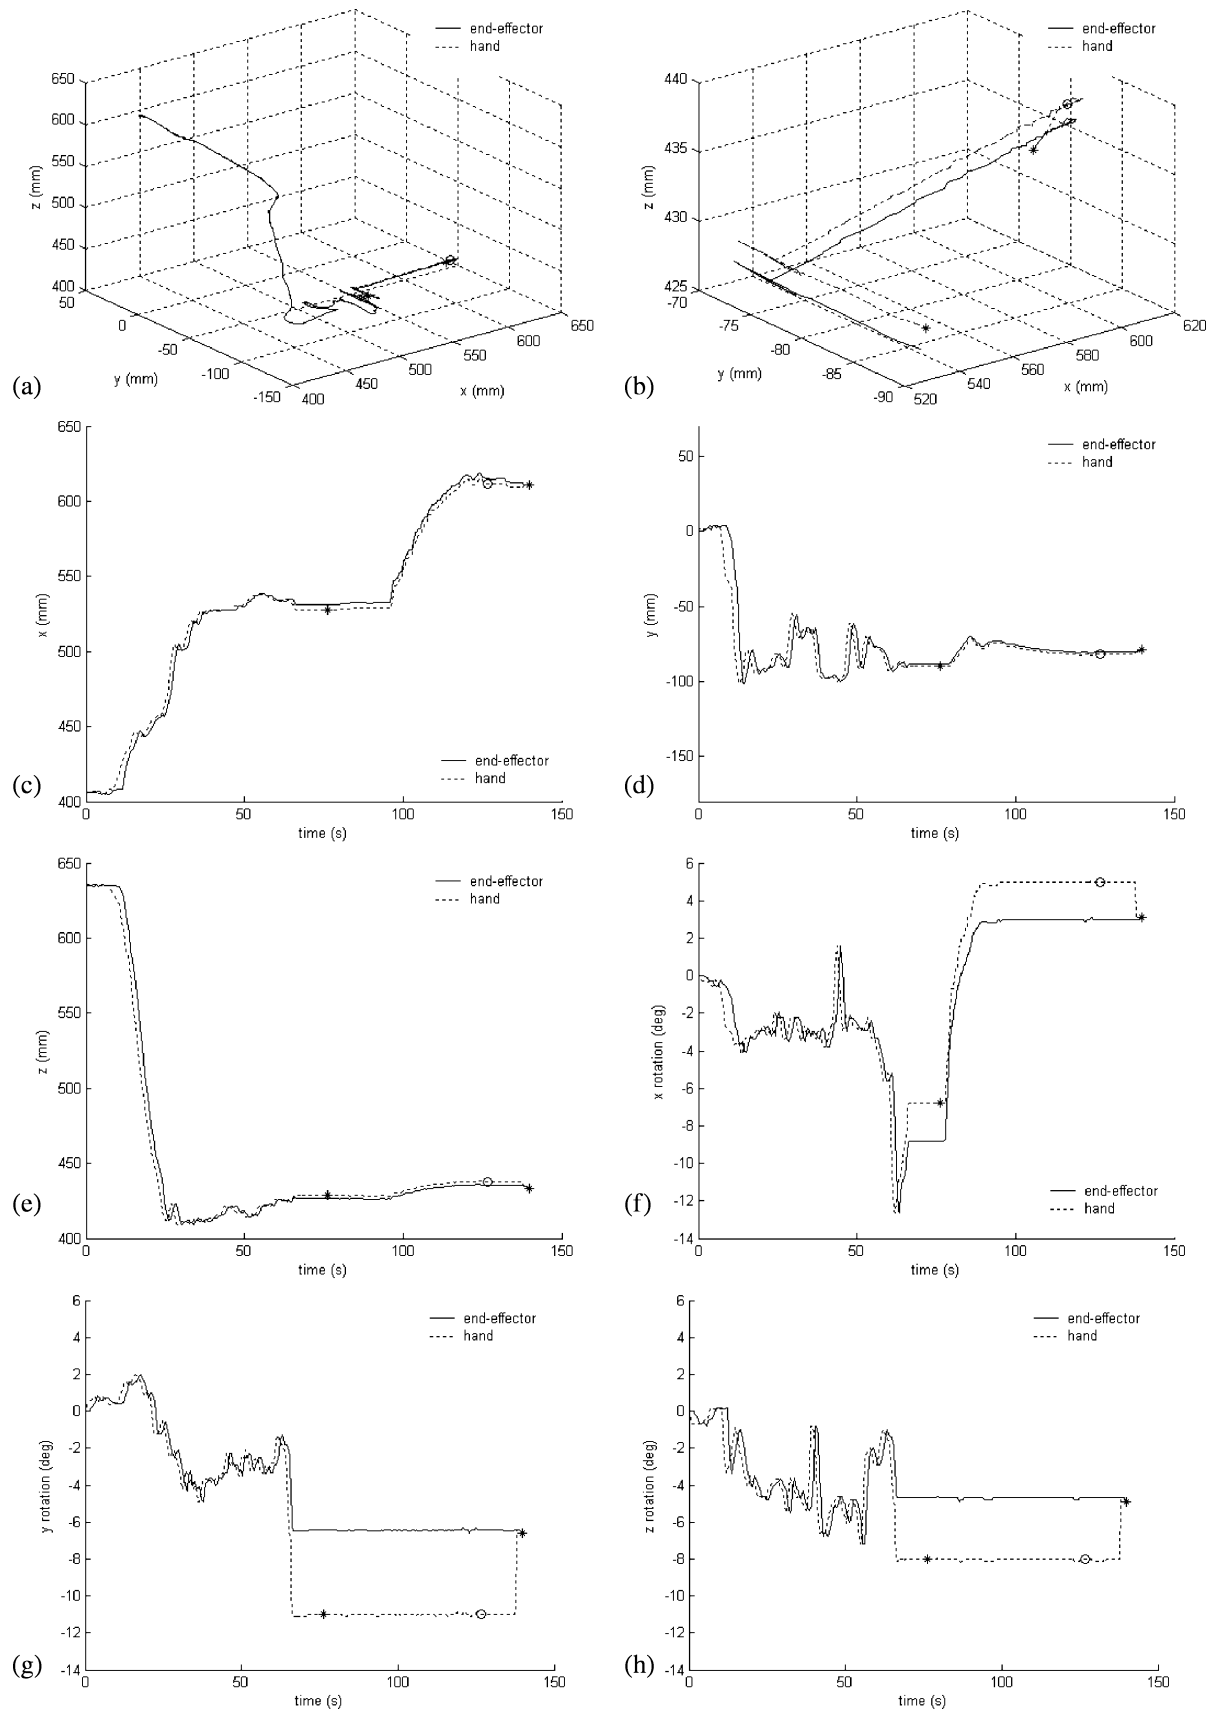 end-effector
hand
650
600
550
500
450
400
z (mm)
50
0
-50
-100
-150
y (mm)
400
450
500
550
600
650
x (mm)
(a)
end-effector
hand
440
435
430
425
z (mm)
-70
-75
-80
-85
-90
y (mm)
520
540
560
580
600
620
x (mm)
(b)
650
600
550
500
450
400
x (mm)
end-effector
hand
0 50 100 150
time (s)
(c)
50
0
-50
-100
-150
y (mm)
end-effector
hand
0 50 100 150
time (s)
(d)
650
600
550
500
450
400
z (mm)
end-effector
hand
0 50 100 150
time (s)
(e)
6
4
2
0
-2
-4
-6
-8
-10
-12
-14
x rotation (deg)
end-effector
hand
0 50 100 150
time (s)
(f)
6
4
2
0
-2
-4
-6
-8
-10
-12
-14
y rotation (deg)
end-effector
hand
0 50 100 150
time (s)
(g)
6
4
2
0
-2
-4
-6
-8
-10
-12
-14
z rotation (deg)
end-effector
hand
0 50 100 150
time (s)
(h)